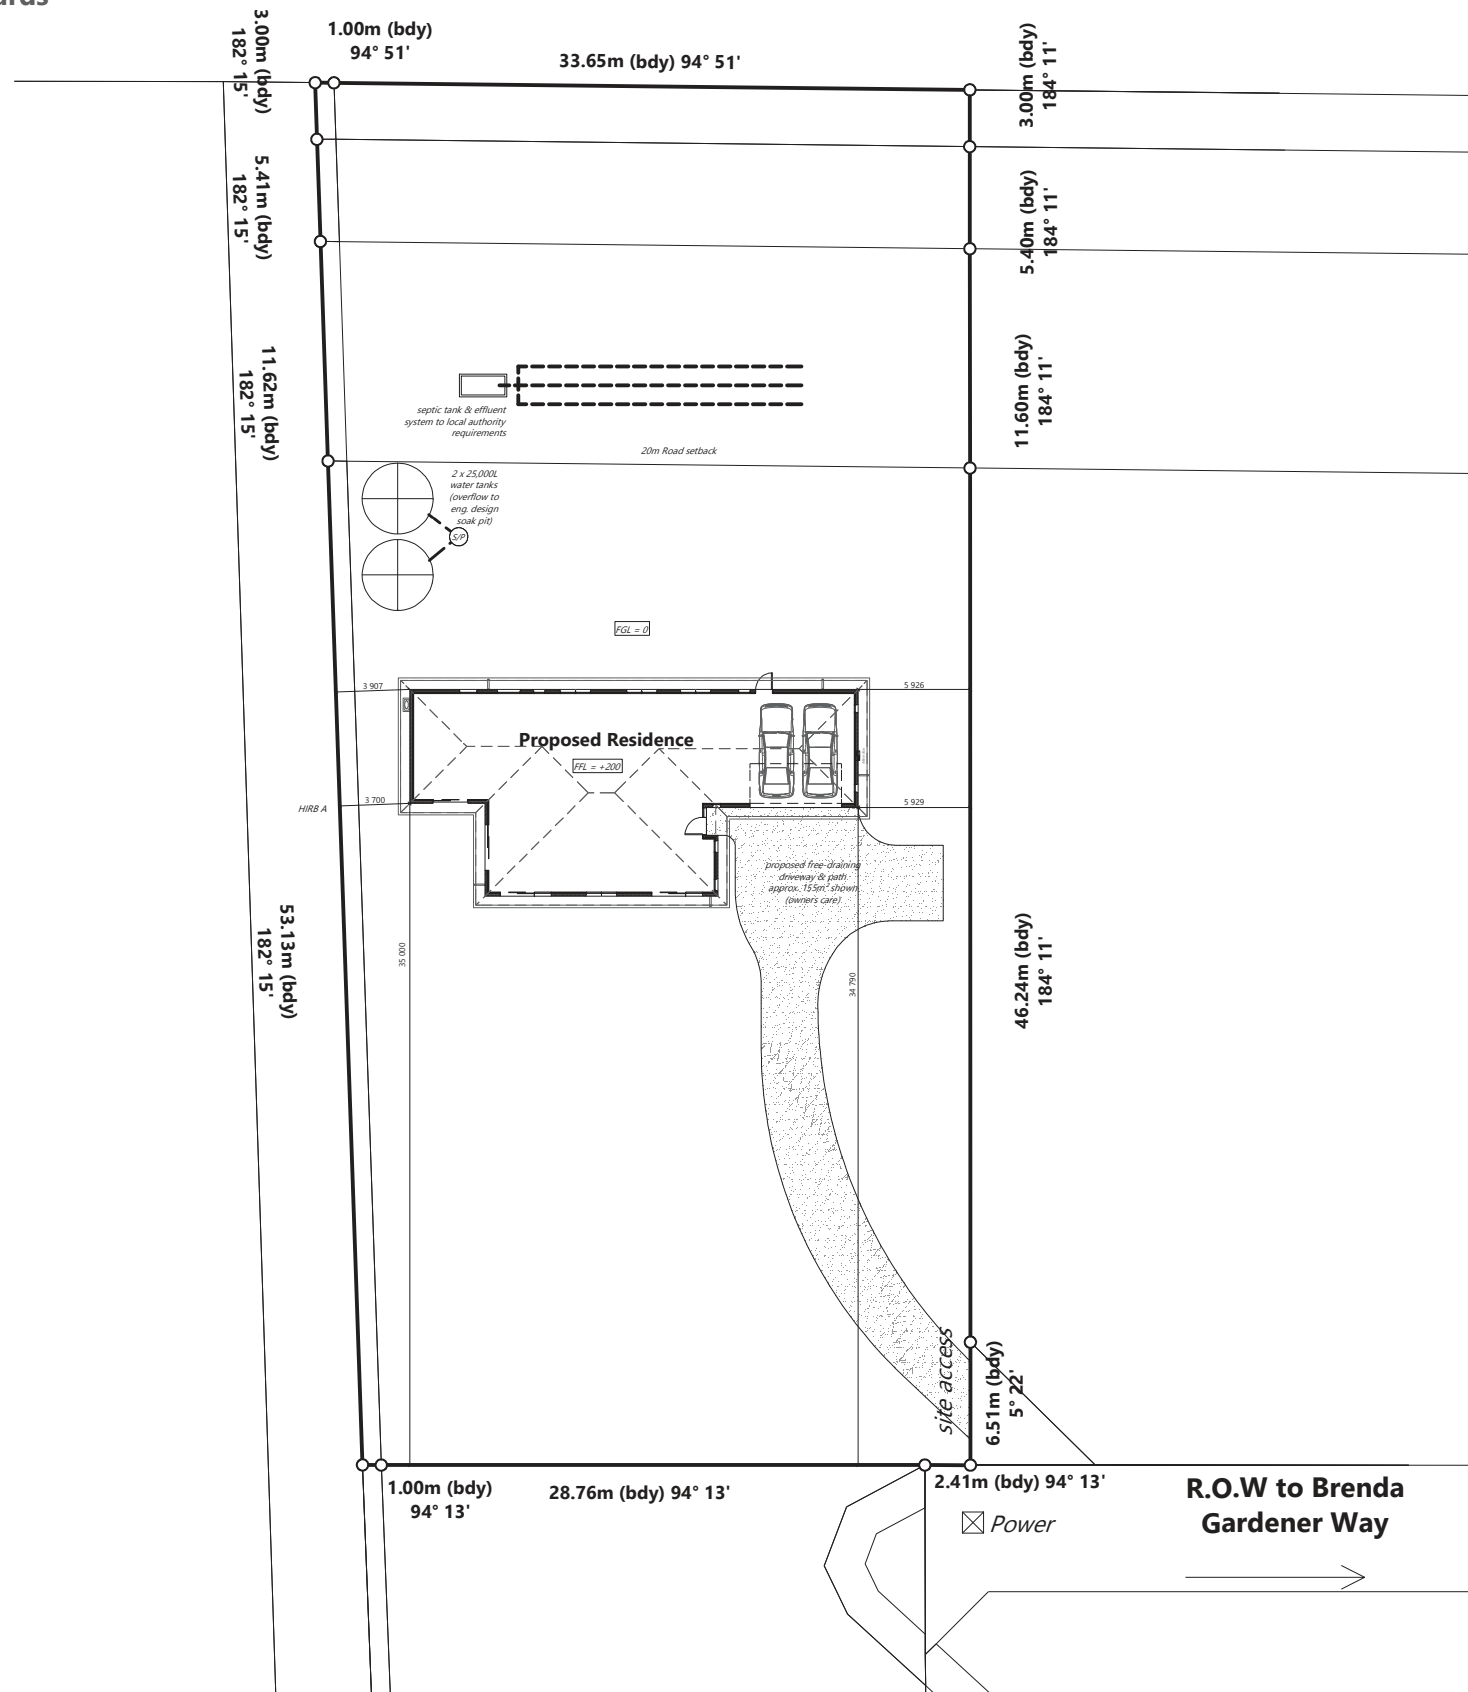 1.00m (bdy)
94° 51'
33.65m (bdy) 94° 51'
3.00m (bdy)
182° 15'
3.00m (bdy)
184° 11'
5.41m (bdy)
182° 15'
5.40m (bdy)
184° 11'
11.62m (bdy)
182° 15'
11.60m (bdy)
184° 11'
septic tank & effluent
system to local authority
requirements
20m Road setback
2 x 25,000L
water tanks
(overflow to
eng. design
soak pit)
S/P
FGL = 0
3 907
5 926
Proposed Residence
FFL = +200
3 700
HIRB A
5 929
proposed free-draining
driveway & path
approx. 155m² shown
(owners care)
35 000
34 790
53.13m (bdy)
182° 15'
46.24m (bdy)
184° 11'
site access
6.51m (bdy)
5° 22'
1.00m (bdy)
94° 13'
28.76m (bdy) 94° 13'
2.41m (bdy) 94° 13'
Power
R.O.W to Brenda
Gardener Way